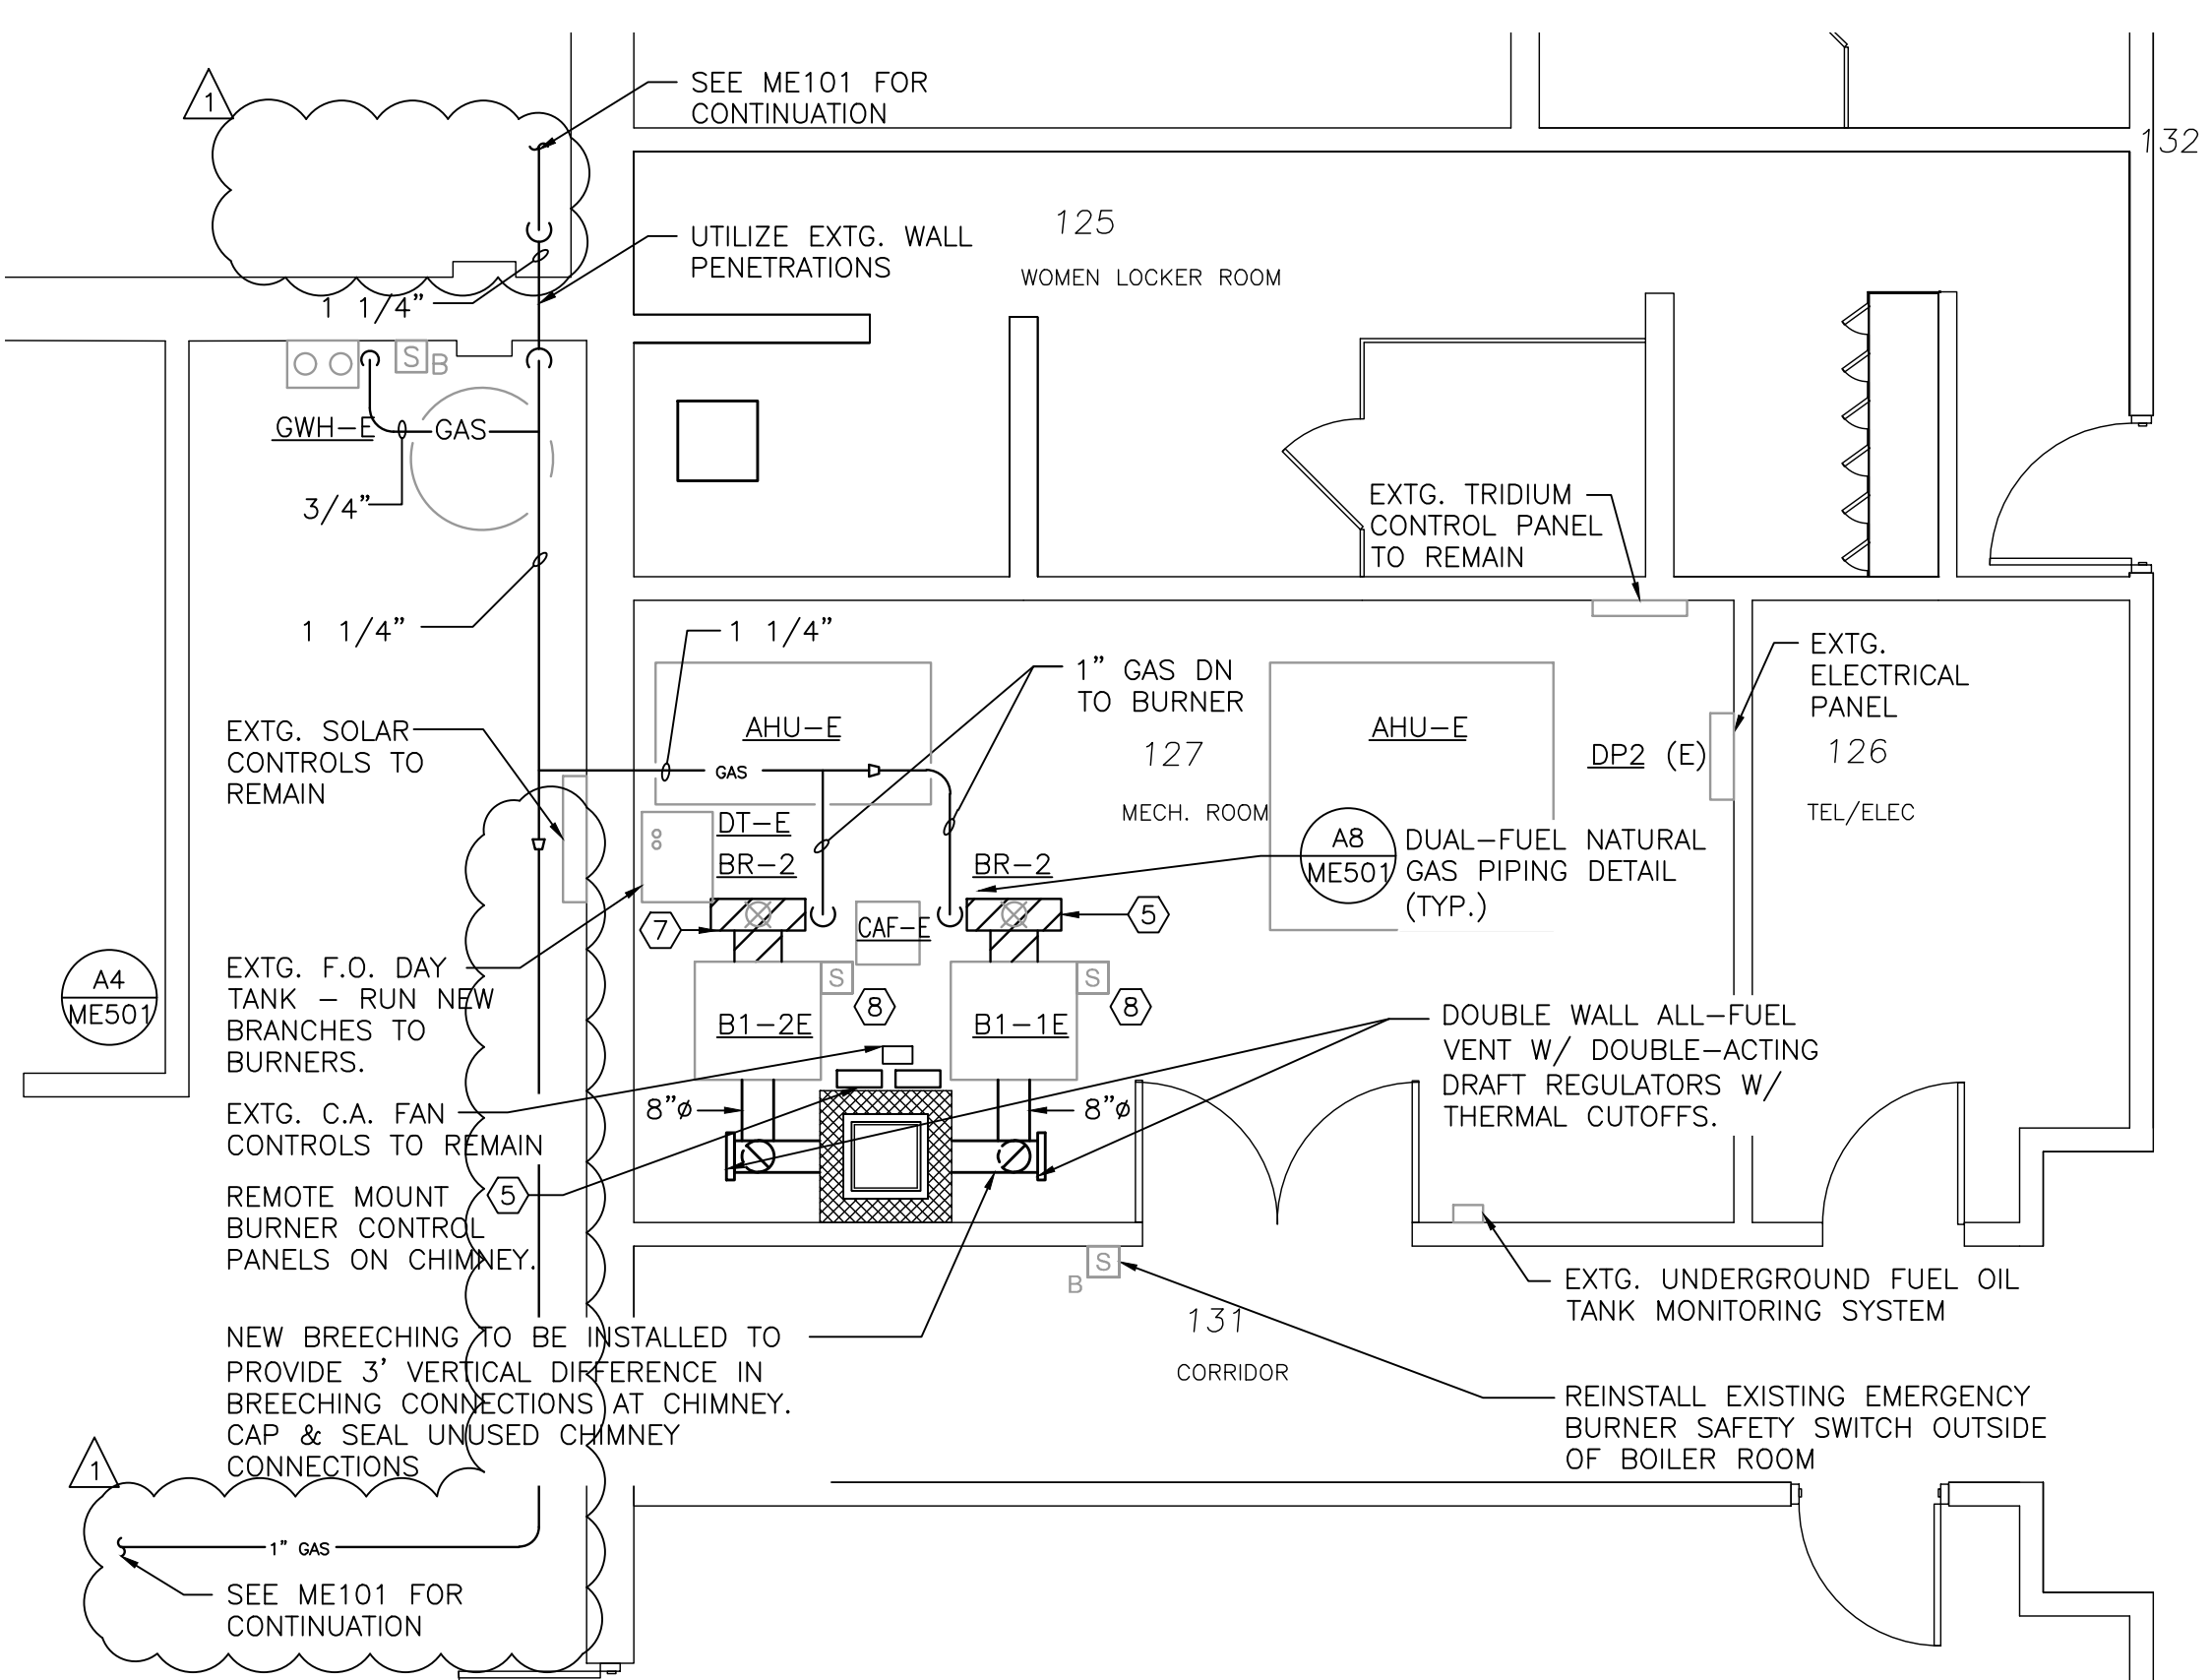 1
SEE ME101 FOR
CONTINUATION
132
UTILIZE EXTG. WALL
PENETRATIONS
125
WOMEN LOCKER ROOM
1 1/4”
S
B
GWH-E
GAS
3/4”
EXTG. TRIDIUM
CONTROL PANEL
TO REMAIN
1 1/4”
1 1/4”
1” GAS DN
TO BURNER
EXTG.
ELECTRICAL
PANEL
EXTG. SOLAR
CONTROLS TO
REMAIN
AHU-E
GAS
127
MECH. ROOM
AHU-E
DP2 (E)
126
TEL/ELEC
DT-E
BR-2
BR-2
A8
ME501
DUAL-FUEL NATURAL
GAS PIPING DETAIL
(TYP.)
7
CAF-E
5
A4
ME501
EXTG. F.O. DAY
TANK - RUN NEW
BRANCHES TO
BURNERS.
S
8
S
8
B1-2E
B1-1E
DOUBLE WALL ALL-FUEL
VENT W/ DOUBLE-ACTING
DRAFT REGULATORS W/
THERMAL CUTOFFS.
EXTG. C.A. FAN
CONTROLS TO REMAIN
8”ø
8”ø
REMOTE MOUNT
BURNER CONTROL
PANELS ON CHIMNEY.
5
S
B
EXTG. UNDERGROUND FUEL OIL
TANK MONITORING SYSTEM
131
CORRIDOR
NEW BREECHING TO BE INSTALLED TO
PROVIDE 3’ VERTICAL DIFFERENCE IN
BREECHING CONNECTIONS AT CHIMNEY.
CAP & SEAL UNUSED CHIMNEY
CONNECTIONS
REINSTALL EXISTING EMERGENCY
BURNER SAFETY SWITCH OUTSIDE
OF BOILER ROOM
1
1” GAS
SEE ME101 FOR
CONTINUATION